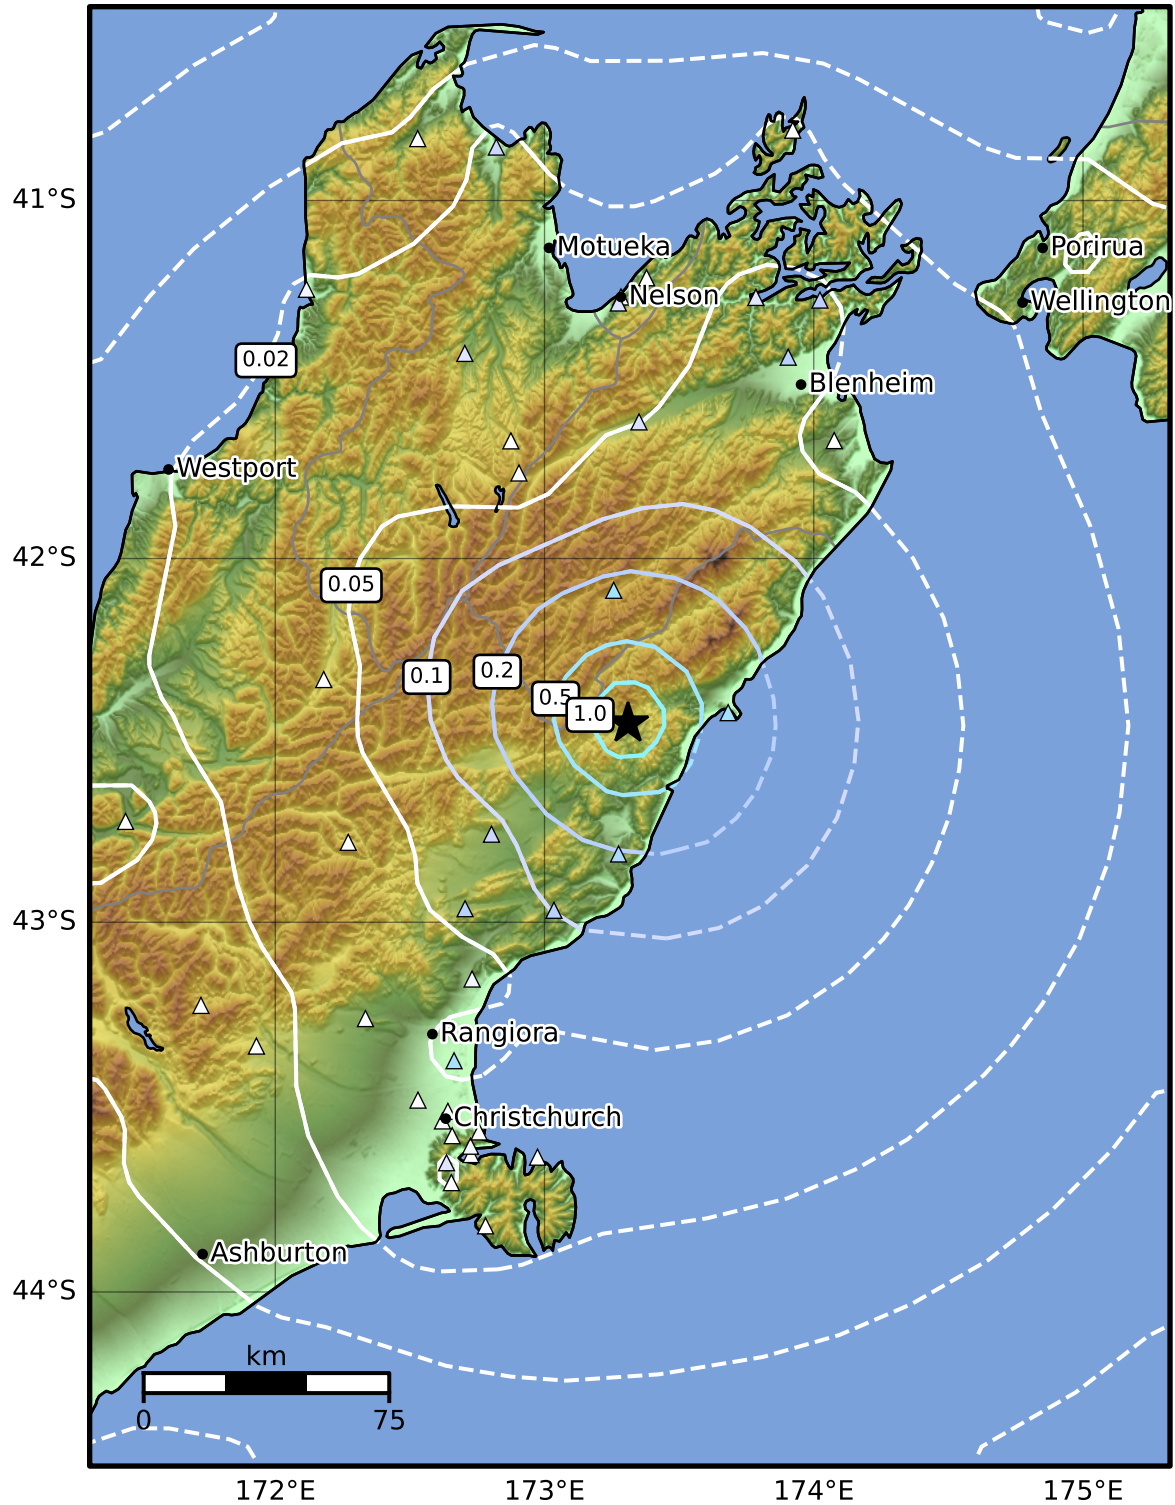 41°S
Motueka
Porirua
Nelson
Wellington
0.02
Blenheim
Westport
42°S
0.05
0.1
0.2
0.5
1.0
43°S
Rangiora
Christchurch
Ashburton
44°S
km
0
75
172°E
173°E
174°E
175°E